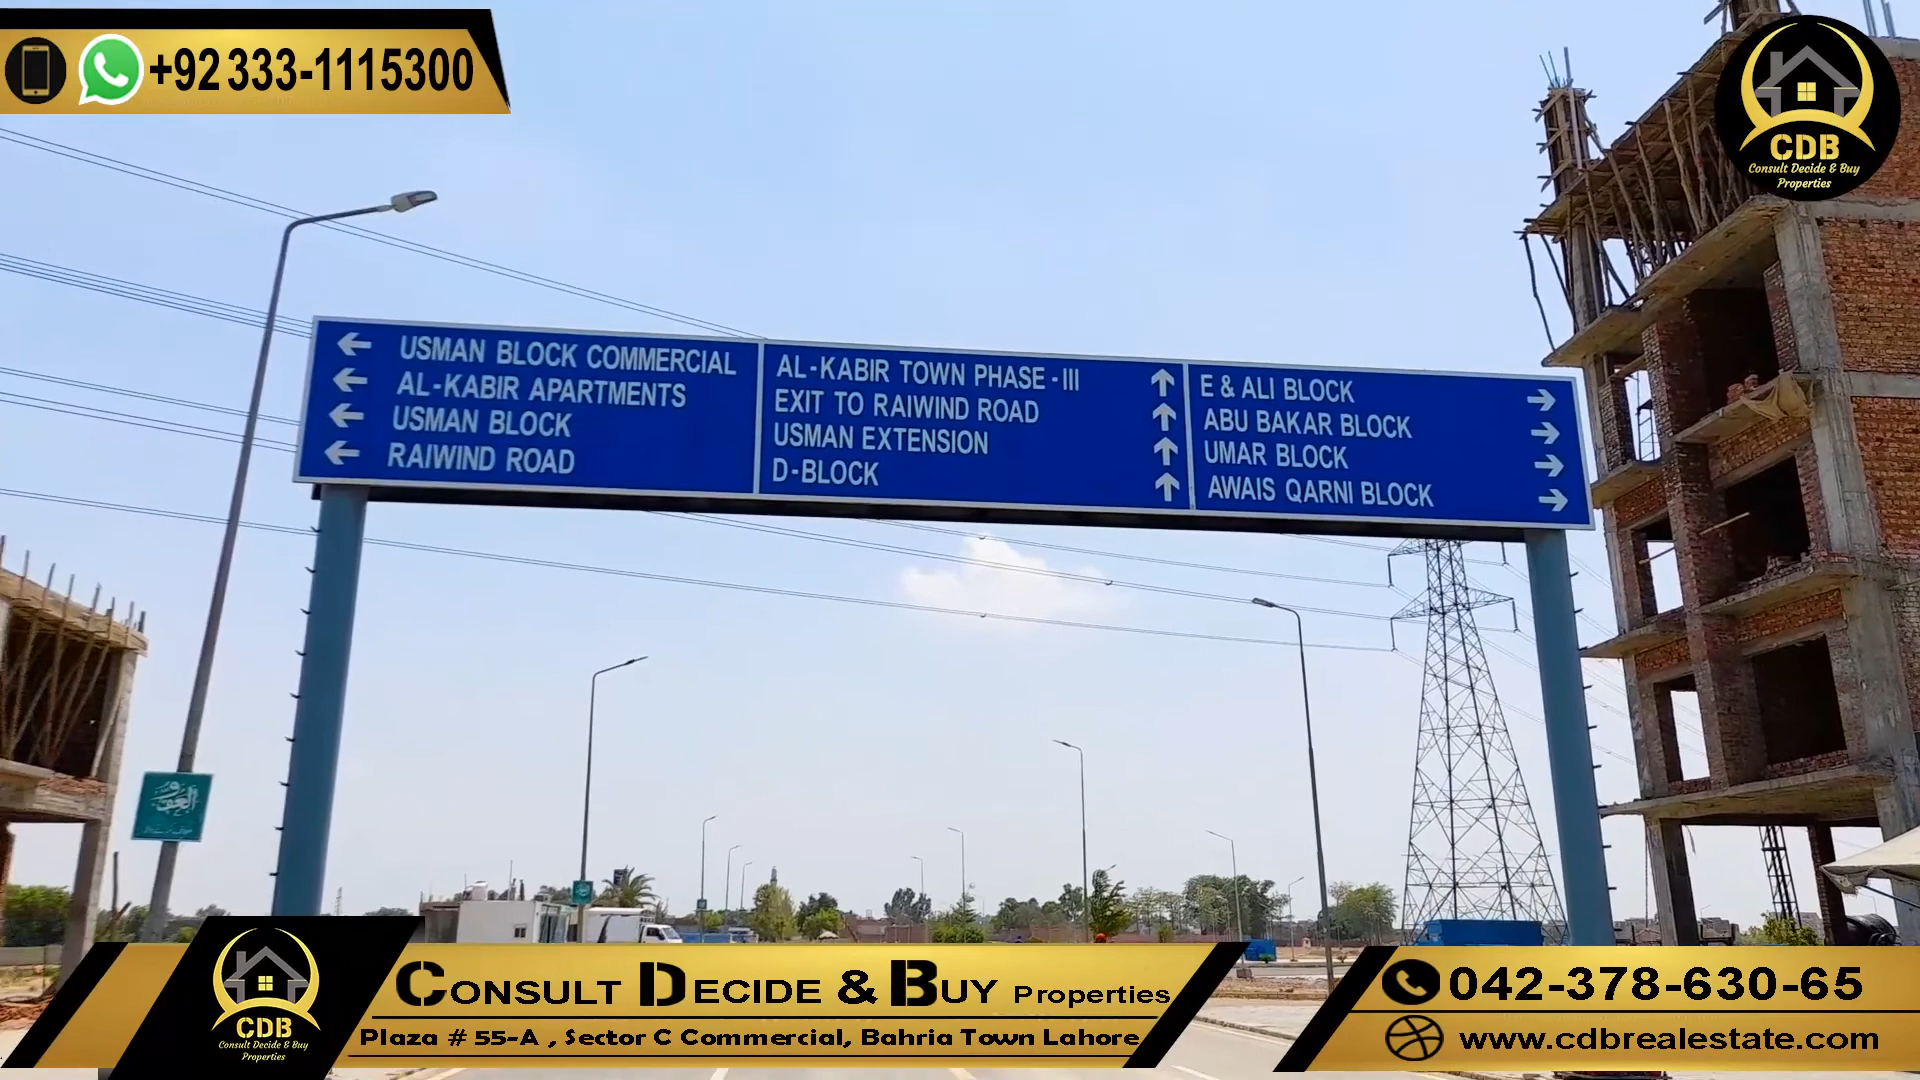 +92 333-1115300
CDB
Consult Decide & Buy
Properties
← USMAN BLOCK COMMERCIAL
← AL-KABIR APARTMENTS
← USMAN BLOCK
← RAIWIND ROAD
AL-KABIR TOWN PHASE - III ↑
EXIT TO RAIWIND ROAD ↑
USMAN EXTENSION ↑
D-BLOCK ↑
E & ALI BLOCK →
ABU BAKAR BLOCK →
UMAR BLOCK →
AWAIS QARNI BLOCK →
CDB
Consult Decide & Buy
Properties
CONSULT DECIDE & BUY Properties
Plaza # 55-A , Sector C Commercial, Bahria Town Lahore
042-378-630-65
www.cdbrealestate.com